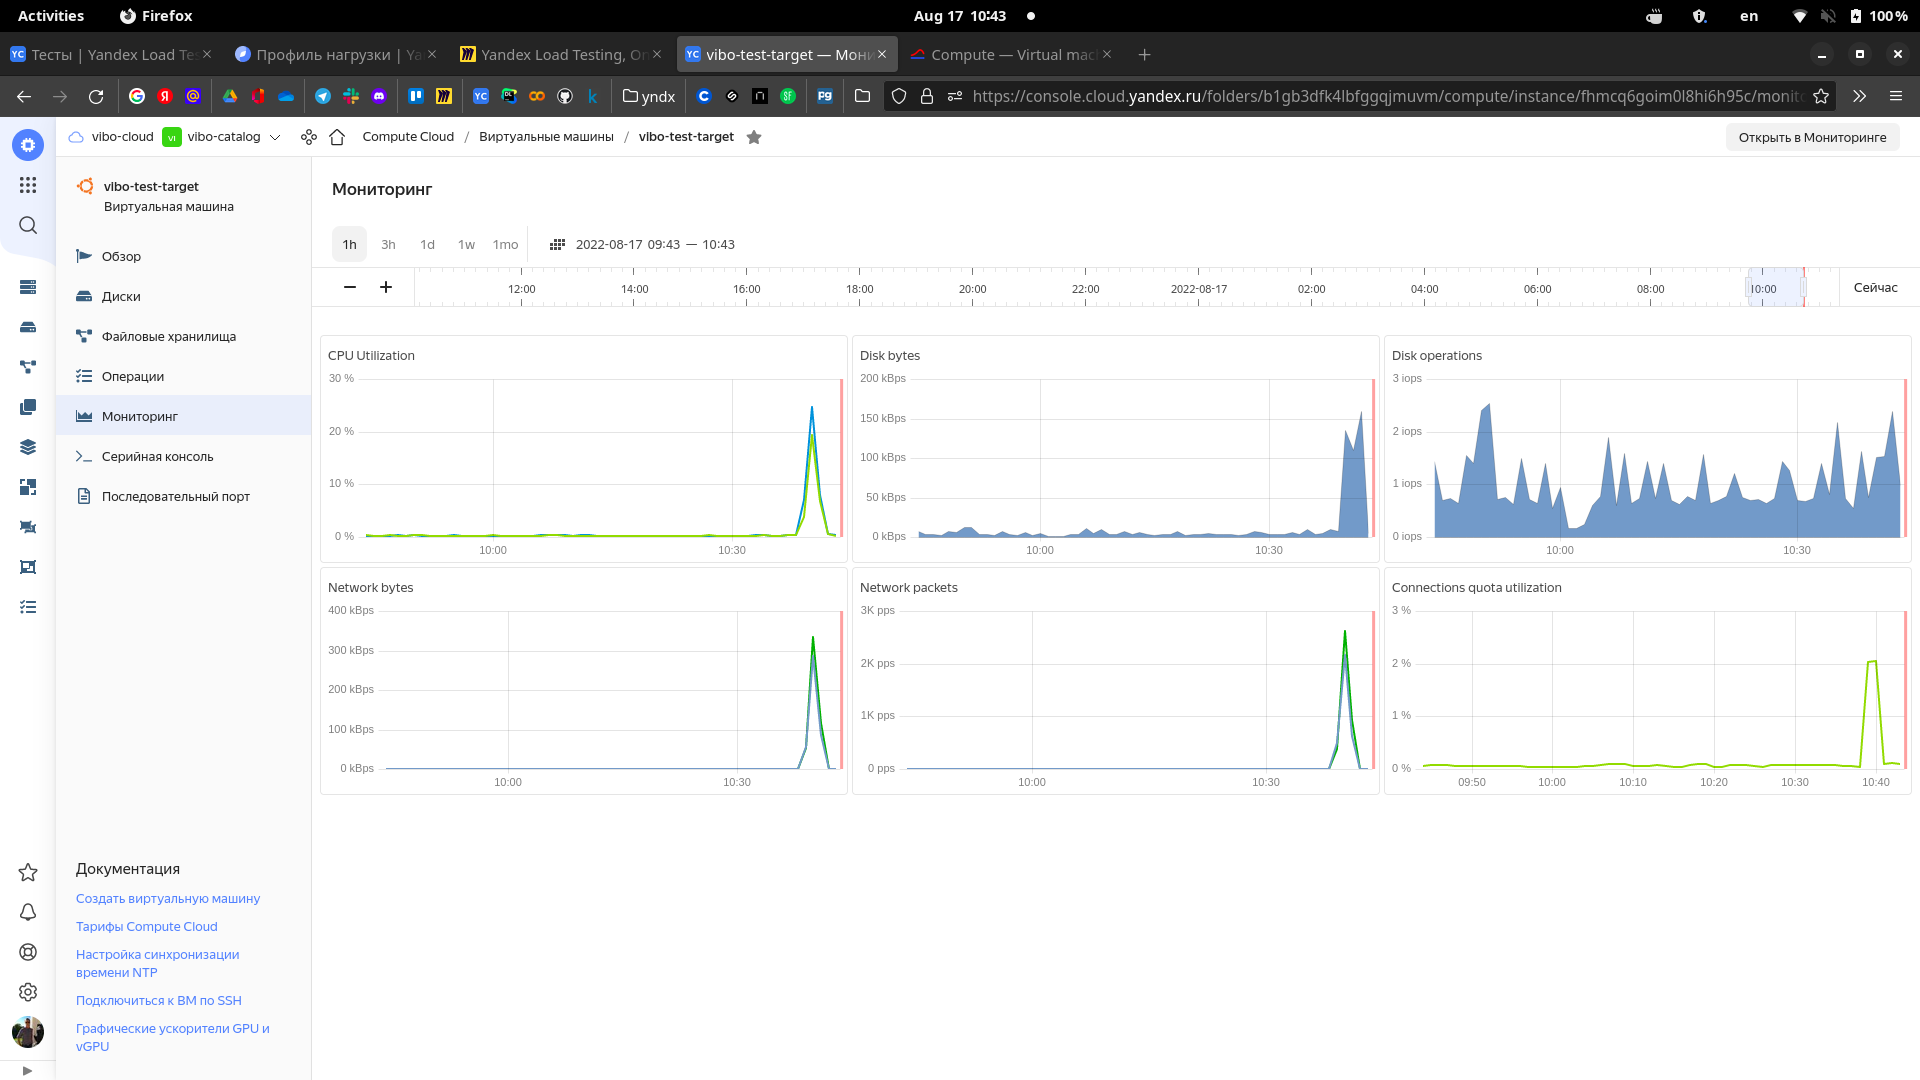 Activities
Firefox
Aug 17 10:43
en
100 %
YC Тесты | Yandex Load Tes
Профиль нагрузки | Ya
Yandex Load Testing, On
YC vibo-test-target — Мони
Compute — Virtual mac
yndx
https://console.cloud.yandex.ru/folders/b1gb3dfk4lbfggqjmuvm/compute/instance/fhmcq6goim0l8hi6h95c/monito
vibo-cloud
VI vibo-catalog
Compute Cloud / Виртуальные машины / vibo-test-target
Открыть в Мониторинге
vibo-test-target
Виртуальная машина
Обзор
Диски
Файловые хранилища
Операции
Мониторинг
Серийная консоль
Последовательный порт
Документация
Создать виртуальную машину
Тарифы Compute Cloud
Настройка синхронизации
времени NTP
Подключиться к ВМ по SSH
Графические ускорители GPU и
vGPU
Мониторинг
1h 3h 1d 1w 1mo 2022-08-17 09:43 — 10:43
12:00 14:00 16:00 18:00 20:00 22:00 2022-08-17 02:00 04:00 06:00 08:00 10:00 Сейчас
CPU Utilization
30 %
20 %
10 %
0 %
10:00 10:30
Disk bytes
200 kBps
150 kBps
100 kBps
50 kBps
0 kBps
10:00 10:30
Disk operations
3 iops
2 iops
1 iops
0 iops
10:00 10:30
Network bytes
400 kBps
300 kBps
200 kBps
100 kBps
0 kBps
10:00 10:30
Network packets
3K pps
2K pps
1K pps
0 pps
10:00 10:30
Connections quota utilization
3 %
2 %
1 %
0 %
09:50 10:00 10:10 10:20 10:30 10:40